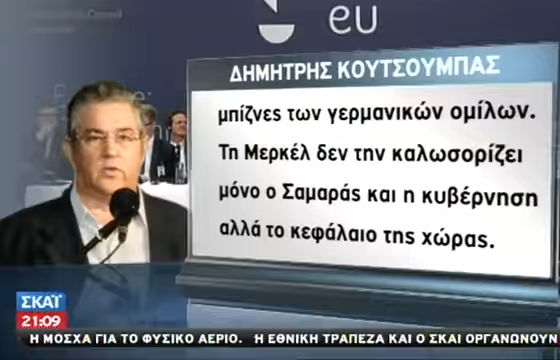 eu
ΔΗΜΗΤΡΗΣ ΚΟΥΤΣΟΥΜΠΑΣ
μπίζνες των γερμανικών ομίλων.
Τη Μερκέλ δεν την καλωσορίζει
μόνο ο Σαμαράς και η κυβέρνηση
αλλά το κεφάλαιο της χώρας.
ΣΚΑΪ
21:09
Η ΜΟΣΧΑ ΓΙΑ ΤΟ ΦΥΣΙΚΟ ΑΕΡΙΟ. Η ΕΘΝΙΚΗ ΤΡΑΠΕΖΑ ΚΑΙ Ο ΣΚΑΙ ΟΡΓΑΝΩΝΟΥΝ